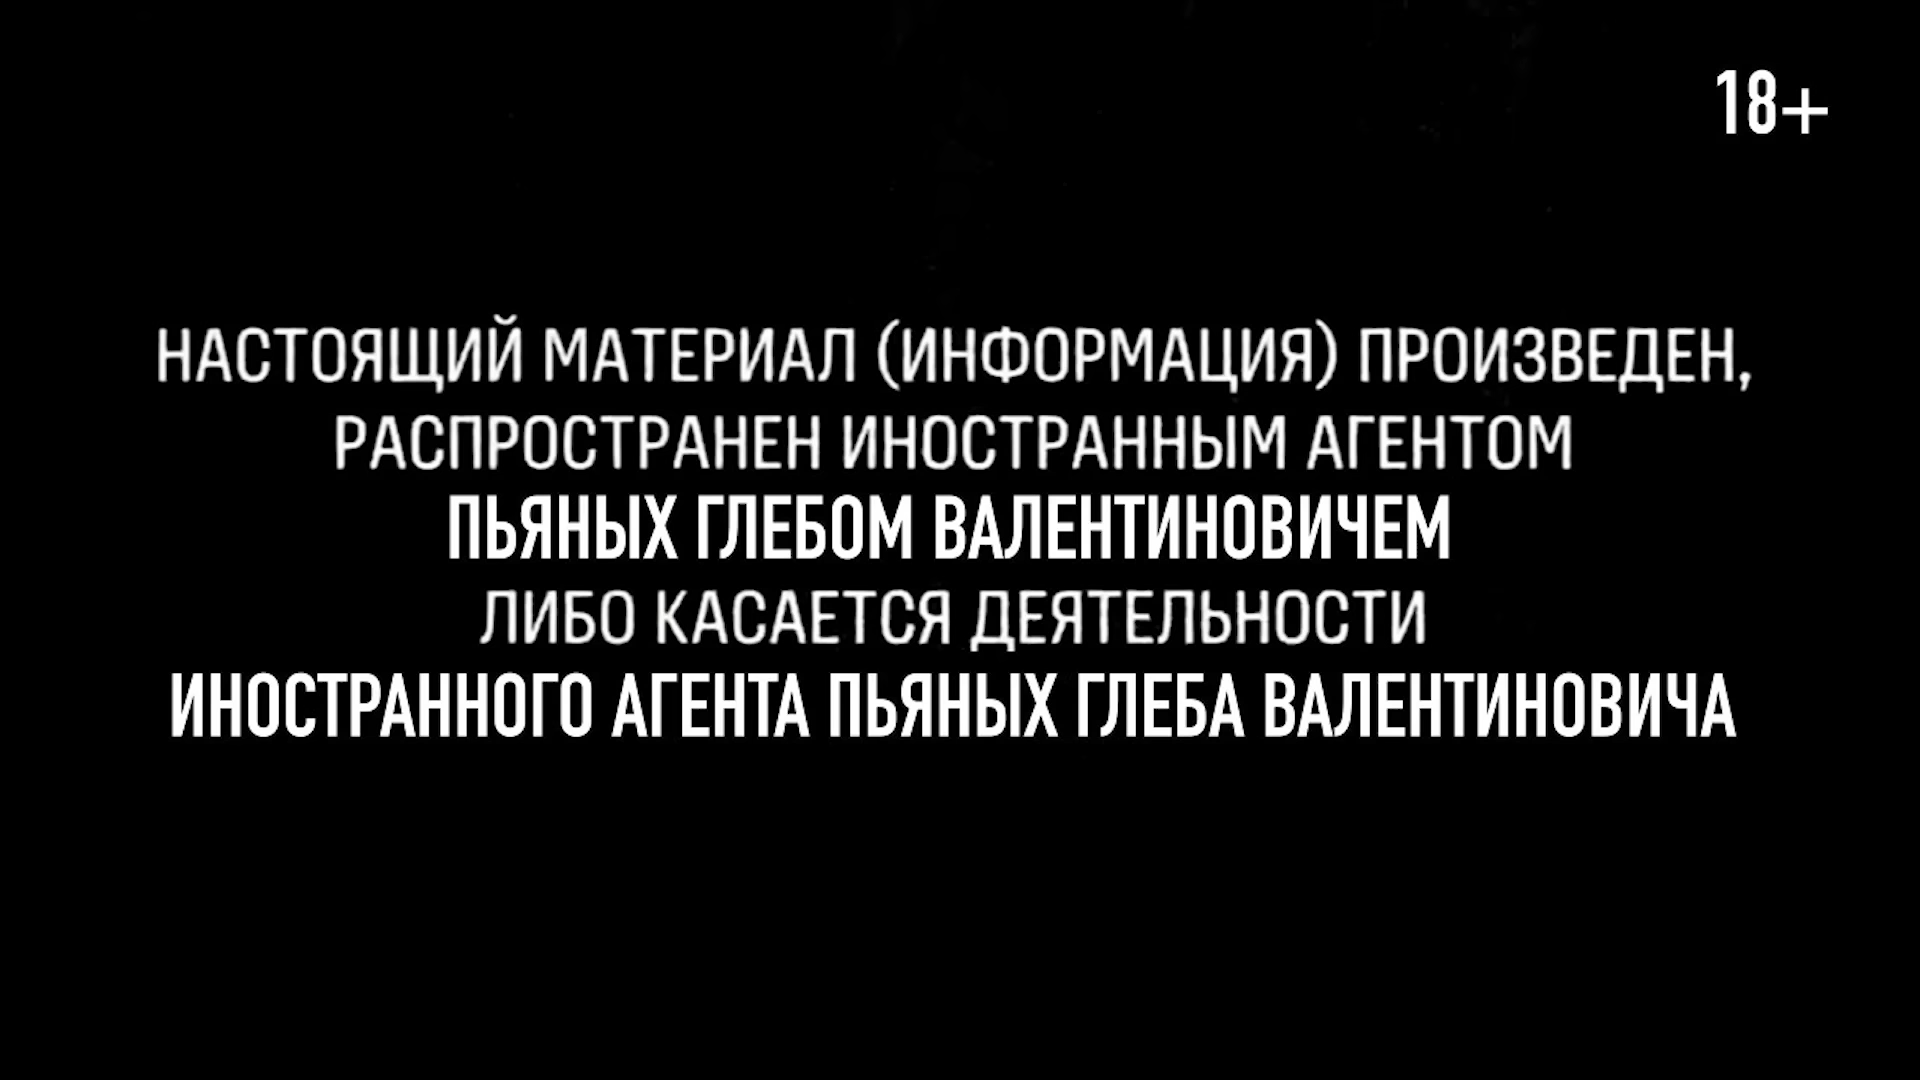 18+
НАСТОЯЩИЙ МАТЕРИАЛ (ИНФОРМАЦИЯ) ПРОИЗВЕДЕН,
РАСПРОСТРАНЕН ИНОСТРАННЫМ АГЕНТОМ
ПЬЯНЫХ ГЛЕБОМ ВАЛЕНТИНОВИЧЕМ
ЛИБО КАСАЕТСЯ ДЕЯТЕЛЬНОСТИ
ИНОСТРАННОГО АГЕНТА ПЬЯНЫХ ГЛЕБА ВАЛЕНТИНОВИЧА